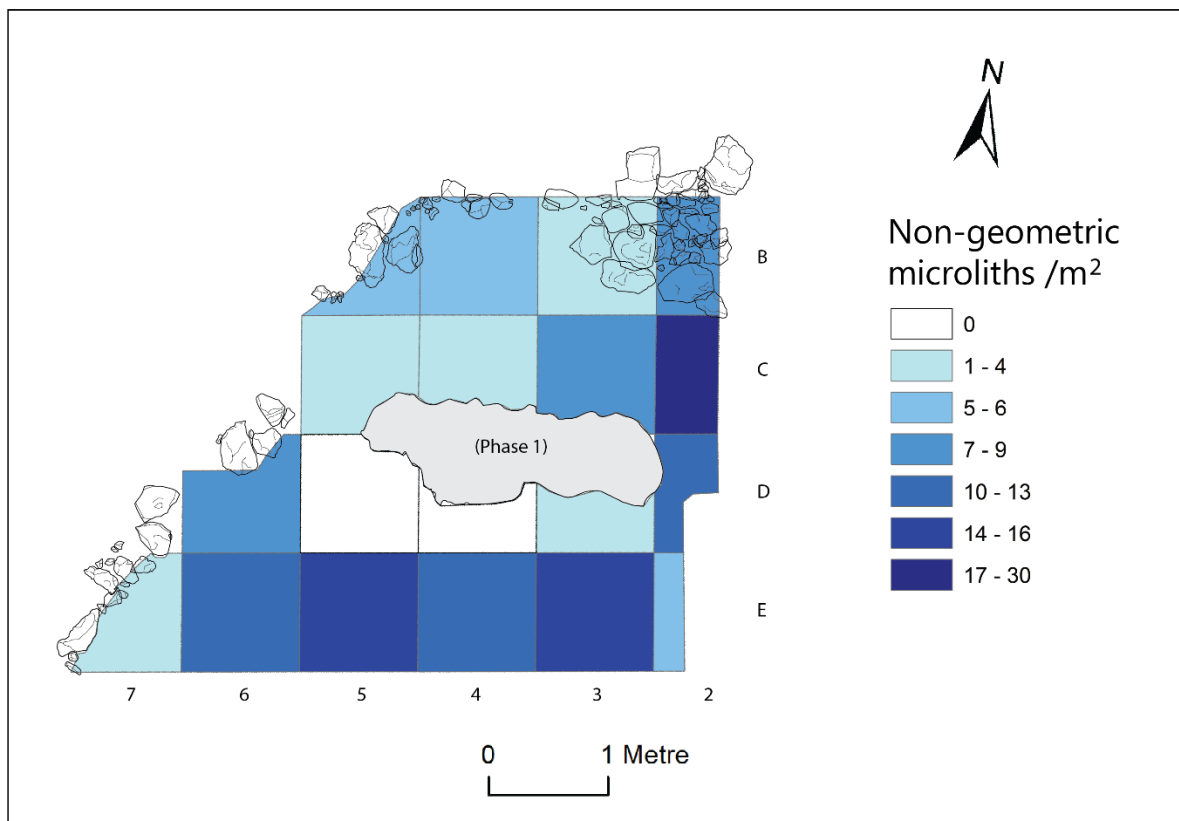 N
Non-geometric
microliths /m²
0
1 - 4
5 - 6
7 - 9
10 - 13
14 - 16
17 - 30
B
C
(Phase 1)
D
E
7 6 5 4 3 2
0 1 Metre